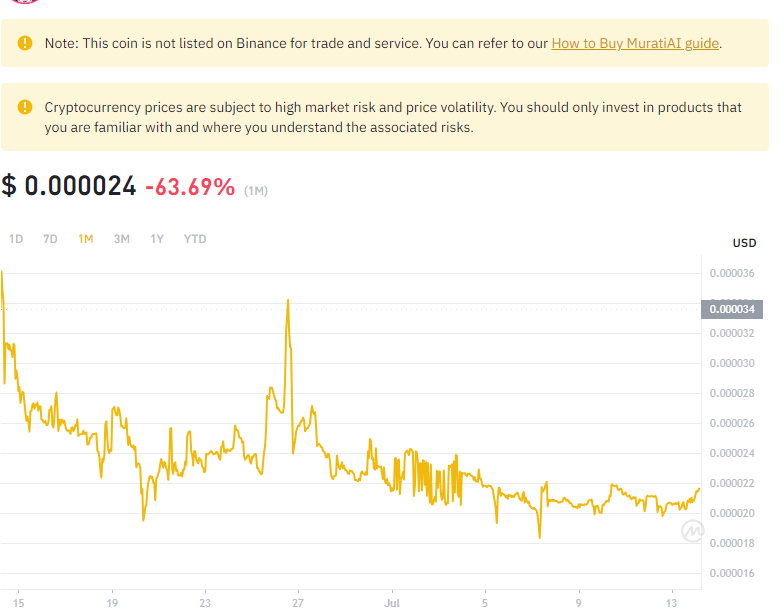 Note: This coin is not listed on Binance for trade and service. You can refer to our How to Buy MuratiAI guide.
Cryptocurrency prices are subject to high market risk and price volatility. You should only invest in products that
you are familiar with and where you understand the associated risks.
$ 0.000024 -63.69% (1M)
1D 7D 1M 3M 1Y YTD
USD
0.000036
0.000034
0.000032
0.000030
0.000028
0.000026
0.000024
0.000022
0.000020
0.000018
0.000016
15 19 23 27 Jul 5 9 13